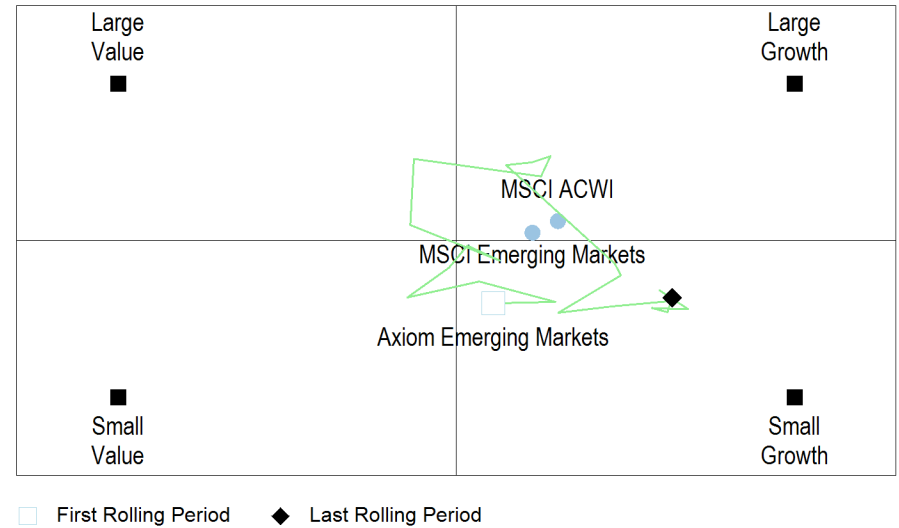 Large
Value
Large
Growth
MSCI ACWI
MSCI Emerging Markets
Axiom Emerging Markets
Small
Value
Small
Growth
First Rolling Period
Last Rolling Period